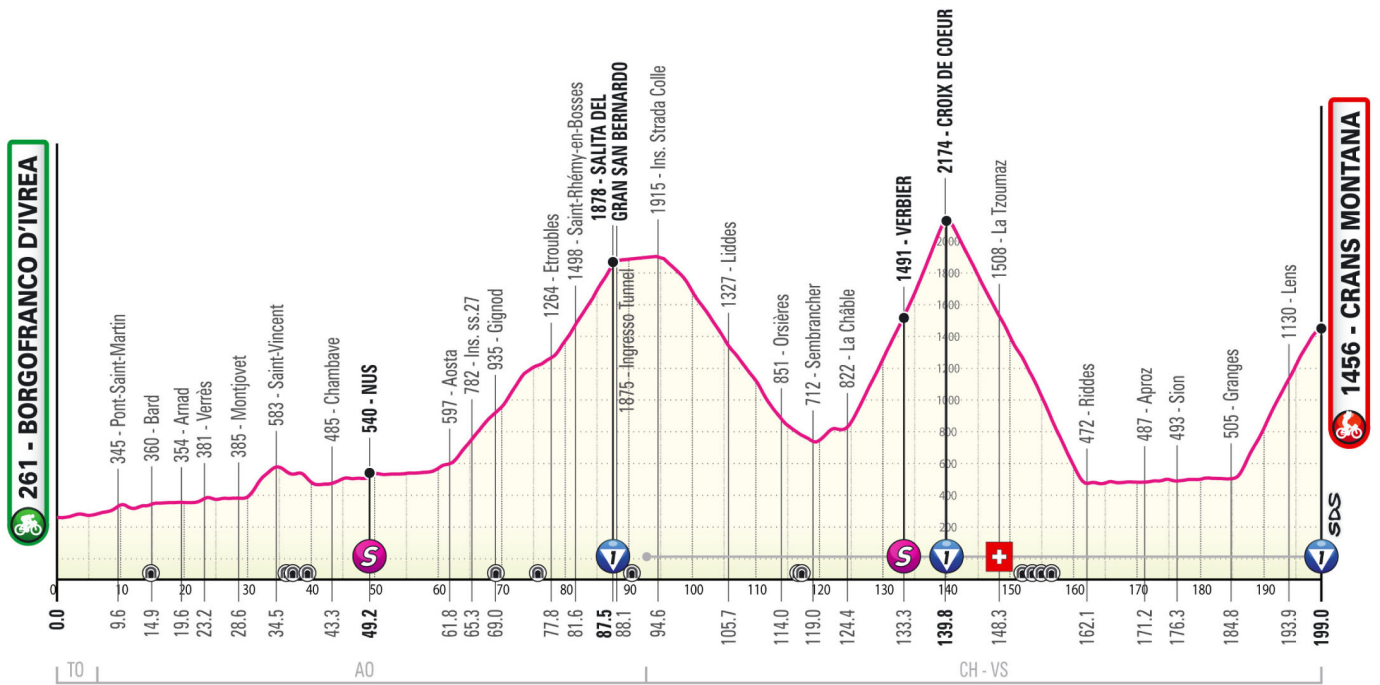 261 - BORGOFRANCO D'IVREA
345 - Pont-Saint-Martin
360 - Bard
354 - Arnad
381 - Verrès
385 - Montjovet
583 - Saint-Vincent
485 - Chambave
540 - NUS
597 - Aosta
782 - Ins. ss.27
935 - Gignod
1264 - Etroubles
1498 - Saint-Rhémy-en-Bosses
1878 - SALITA DEL
GRAN SAN BERNARDO
1875 - Ingresso Tunnel
1915 - Ins. Strada Colle
1327 - Liddes
851 - Orsières
712 - Sembrancher
822 - La Châble
1491 - VERBIER
2174 - CROIX DE COEUR
1508 - La Tzoumaz
472 - Riddes
487 - Aproz
493 - Sion
505 - Granges
1130 - Lens
1456 - CRANS MONTANA
2000
1800
1600
1400
1200
1000
800
600
400
200
SDS
S 1 S 1 1
0 10 20 30 40 50 60 70 80 90 100 110 120 130 140 150 160 170 180 190
0.0 9.6 14.9 19.6 23.2 28.6 34.5 43.3 49.2 61.8 65.3 69.0 77.8 81.6 87.5 88.1 94.6 105.7 114.0 119.0 124.4 133.3 139.8 148.3 162.1 171.2 176.3 184.8 193.9 199.0
TO AO CH - VS